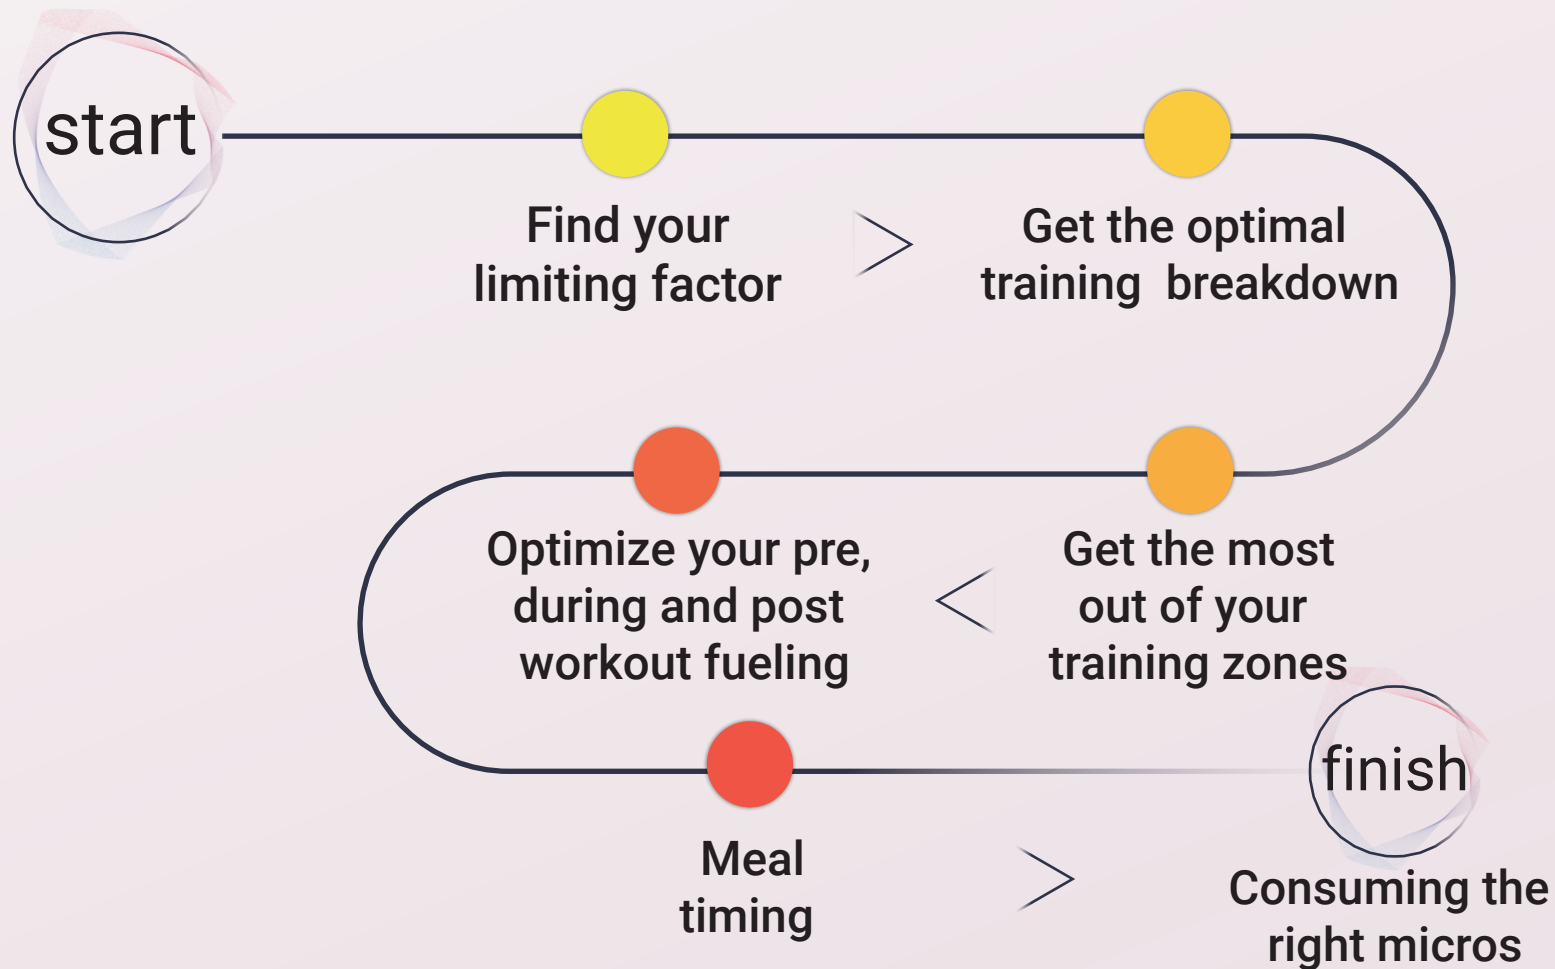 start
Find your
limiting factor
Get the optimal
training  breakdown
Get the most
out of your
training zones
Optimize your pre,
during and post
workout fueling
Meal
timing
finish
Consuming the
right micros